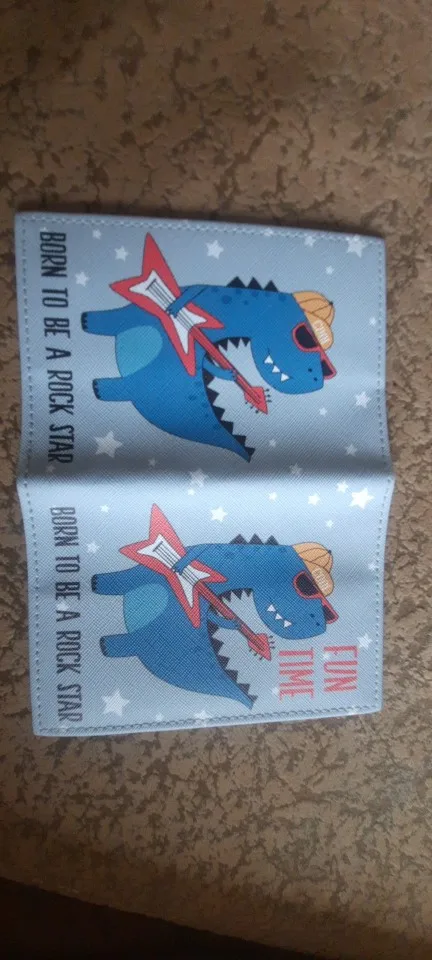 BORN TO BE A ROCK STAR
FUN
TIME
BORN TO BE A ROCK STAR